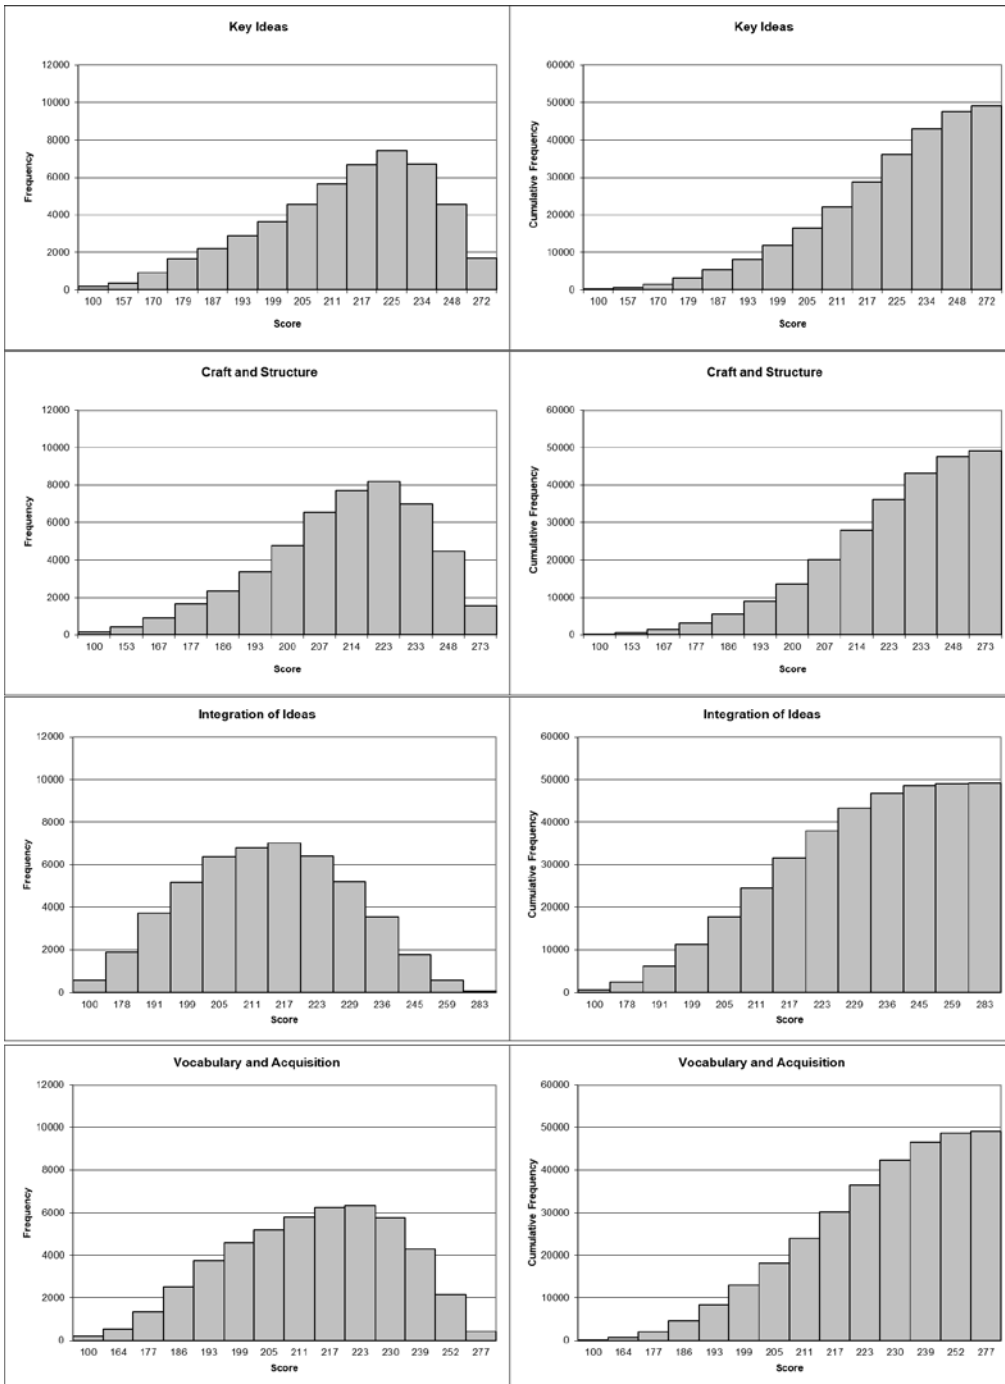 Key Ideas
12000
10000
8000
6000
4000
2000
0
Frequency
100 157 170 179 187 193 199 205 211 217 225 234 248 272
Score
Key Ideas
60000
50000
40000
30000
20000
10000
0
Cumulative Frequency
100 157 170 179 187 193 199 205 211 217 225 234 248 272
Score
Craft and Structure
12000
10000
8000
6000
4000
2000
0
Frequency
100 153 167 177 186 193 200 207 214 223 233 248 273
Score
Craft and Structure
60000
50000
40000
30000
20000
10000
0
Cumulative Frequency
100 153 167 177 186 193 200 207 214 223 233 248 273
Score
Integration of Ideas
12000
10000
8000
6000
4000
2000
0
Frequency
100 178 191 199 205 211 217 223 229 236 245 259 283
Score
Integration of Ideas
60000
50000
40000
30000
20000
10000
0
Cumulative Frequency
100 178 191 199 205 211 217 223 229 236 245 259 283
Score
Vocabulary and Acquisition
12000
10000
8000
6000
4000
2000
0
Frequency
100 164 177 186 193 199 205 211 217 223 230 239 252 277
Score
Vocabulary and Acquisition
60000
50000
40000
30000
20000
10000
0
Cumulative Frequency
100 164 177 186 193 199 205 211 217 223 230 239 252 277
Score